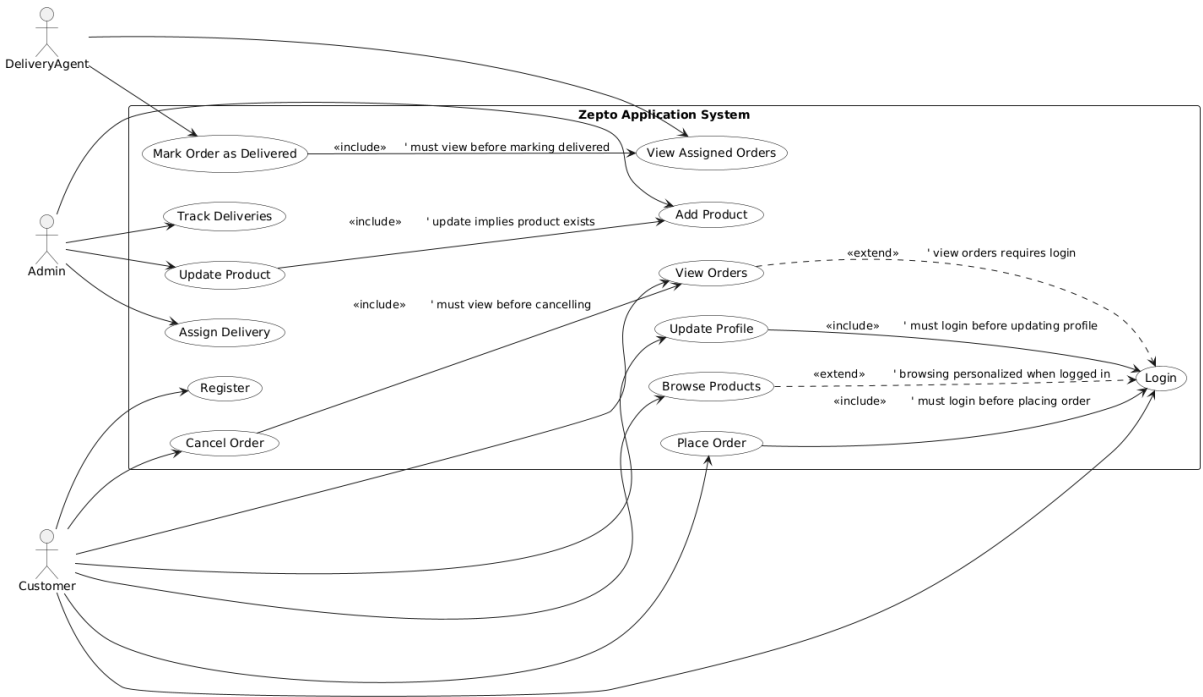 DeliveryAgent
Zepto Application System
Mark Order as Delivered
«include» ' must view before marking delivered
View Assigned Orders
Track Deliveries
Add Product
«include» ' update implies product exists
Admin
Update Product
View Orders
«extend» ' view orders requires login
«include» ' must view before cancelling
Assign Delivery
Update Profile
«include» ' must login before updating profile
Register
Browse Products
«extend» ' browsing personalized when logged in
Login
«include» ' must login before placing order
Cancel Order
Place Order
Customer